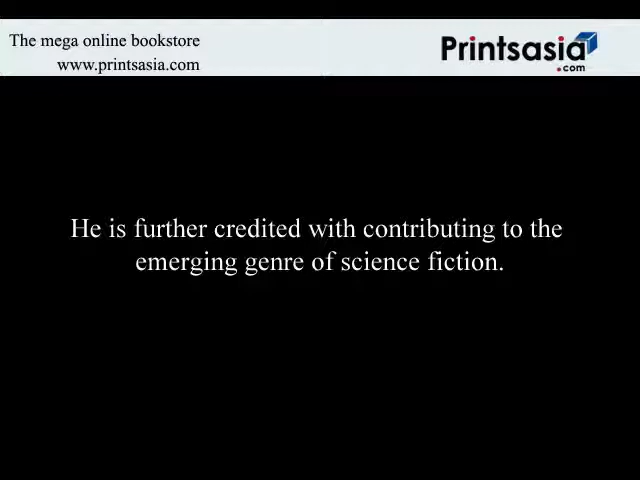 The mega online bookstore
www.printsasia.com
Printsasia
.com
He is further credited with contributing to the
emerging genre of science fiction.